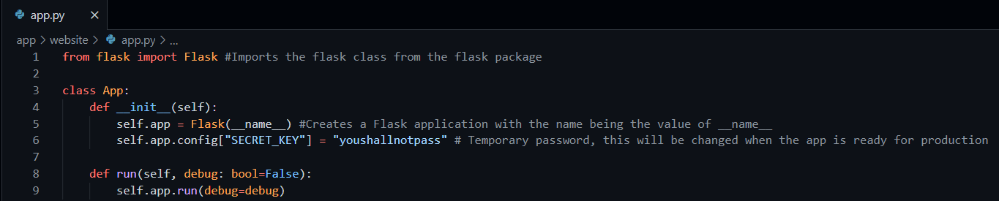 app.py ×
app > website > app.py > ...
1 from flask import Flask #Imports the flask class from the flask package
2
3 class App:
4     def __init__(self):
5         self.app = Flask(__name__) #Creates a Flask application with the name being the value of __name__
6         self.app.config["SECRET_KEY"] = "youshallnotpass" # Temporary password, this will be changed when the app is ready for production
7
8     def run(self, debug: bool=False):
9         self.app.run(debug=debug)